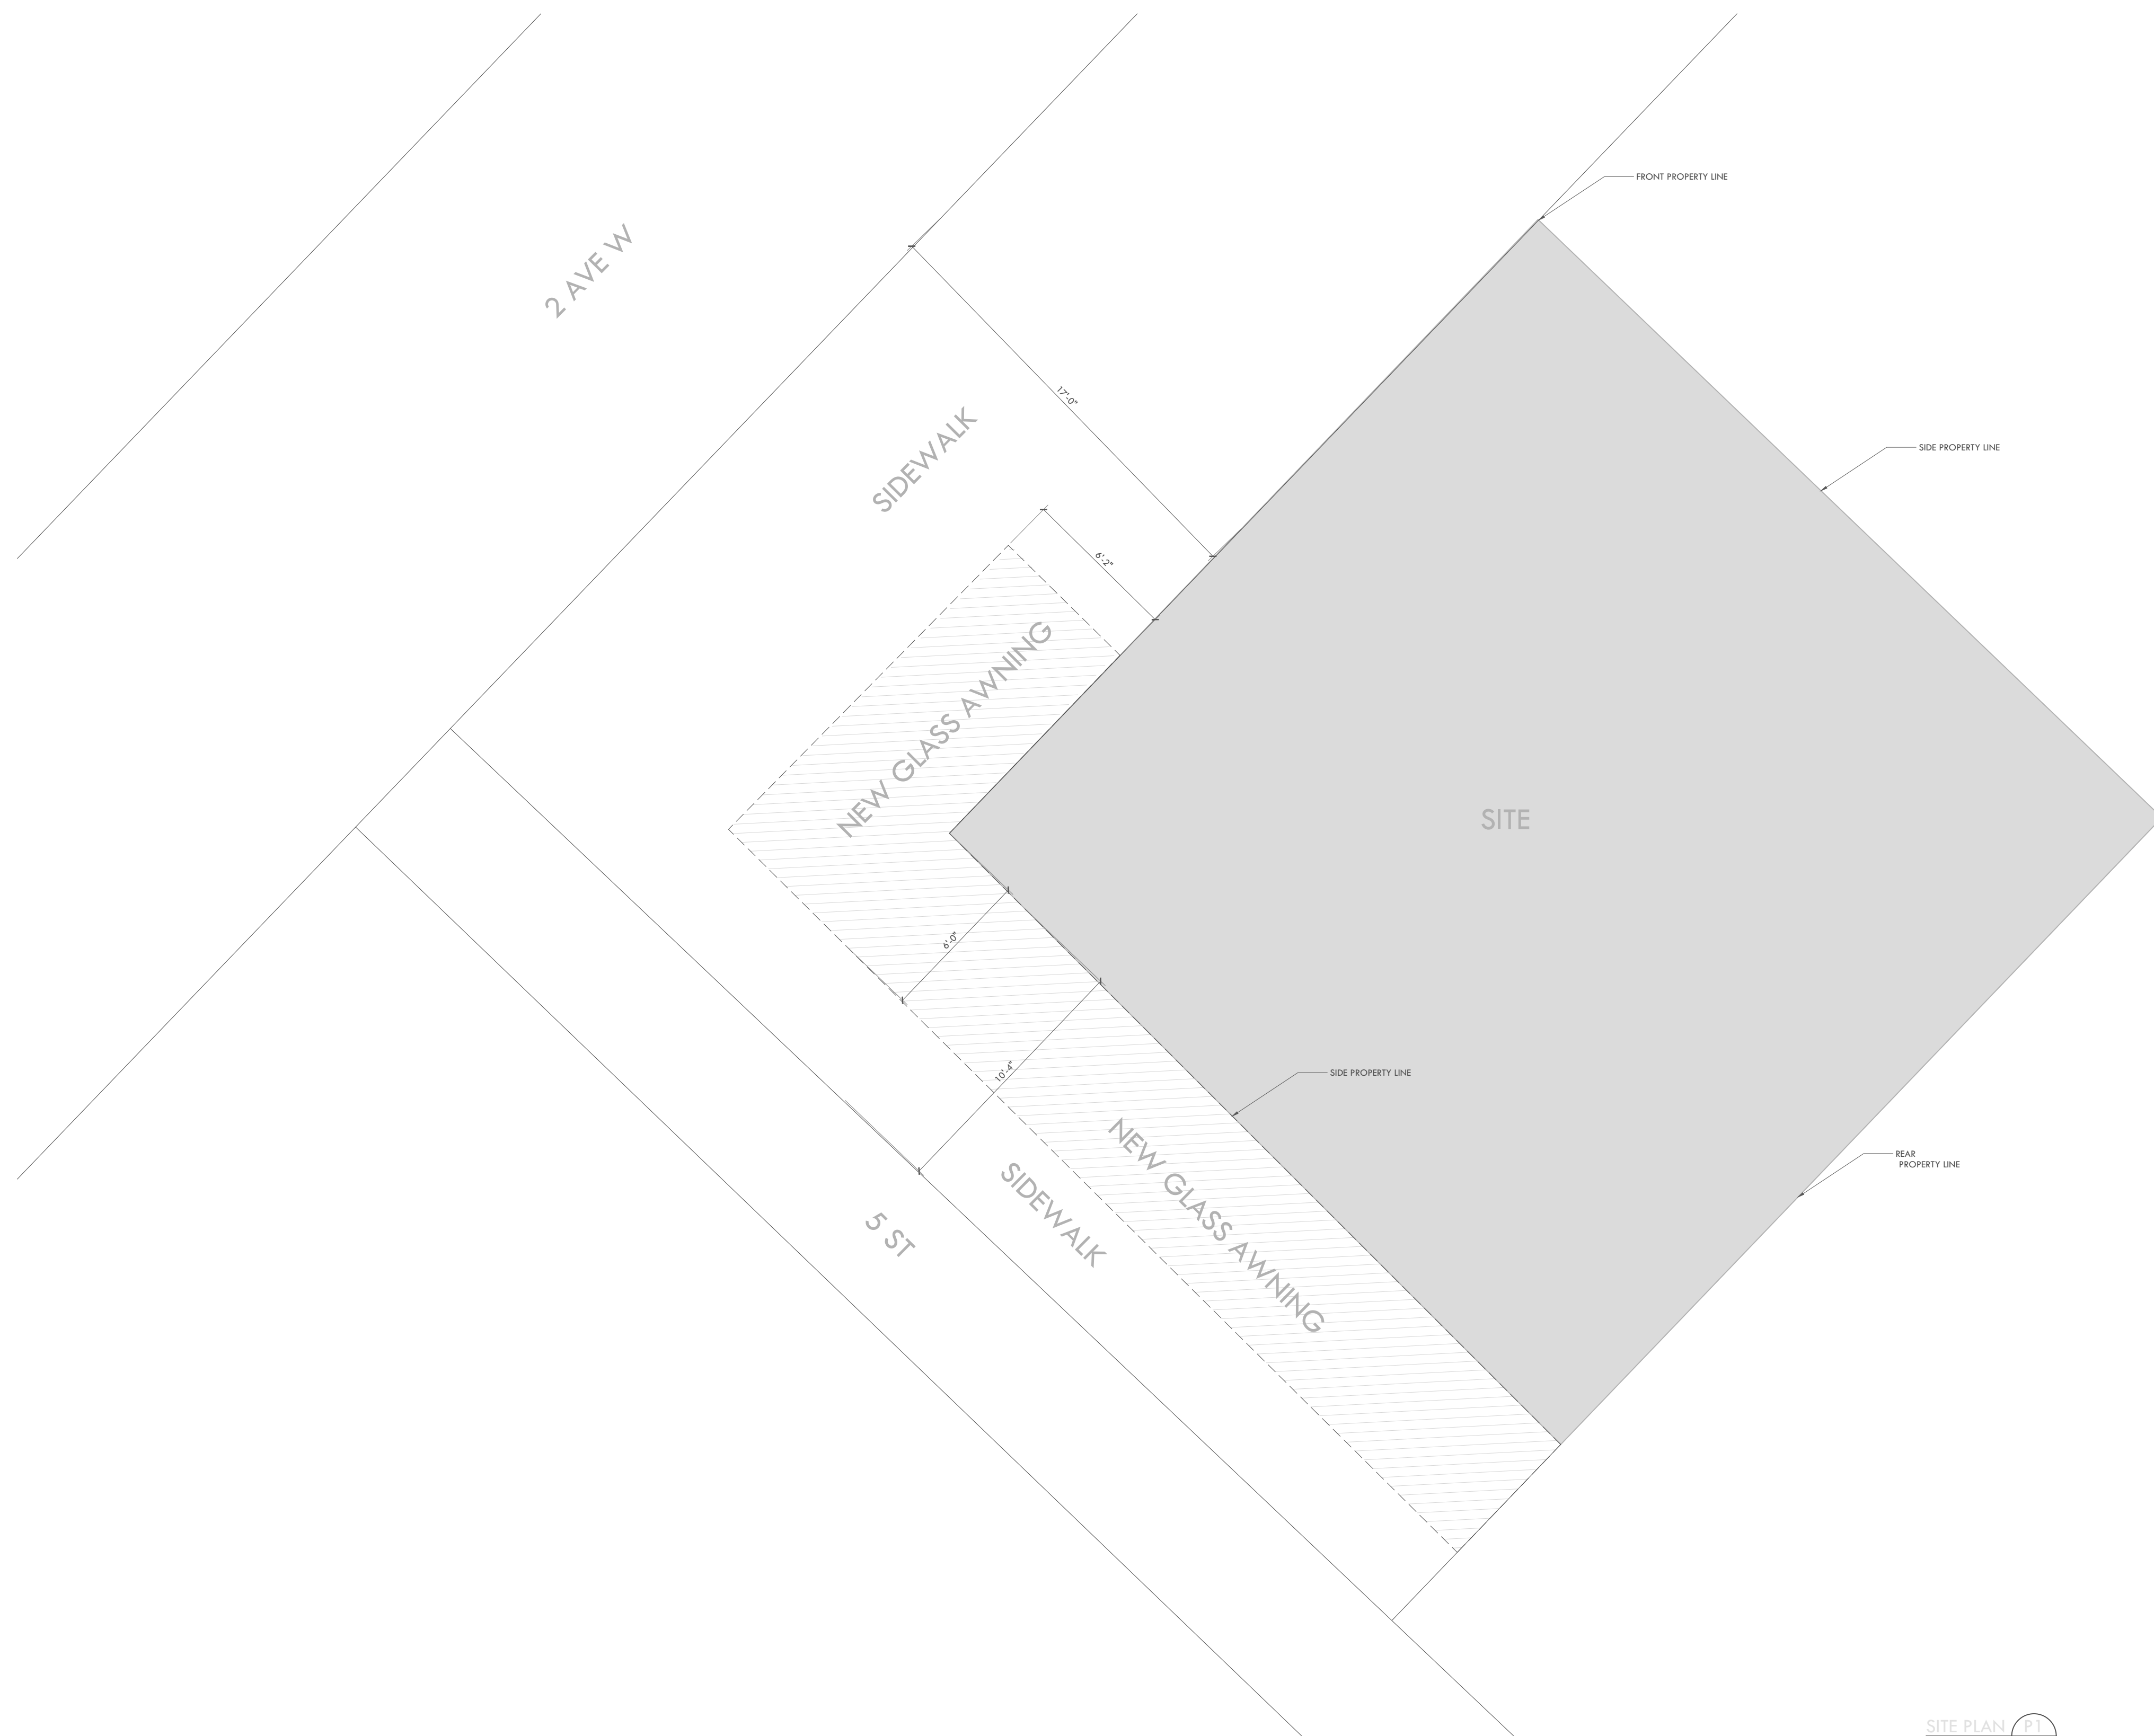 FRONT PROPERTY LINE
2 AVE W
17'-0"
SIDEWALK
SIDE PROPERTY LINE
6'-2"
NEW GLASS AWNING
SITE
6'-0"
10'-4"
SIDE PROPERTY LINE
NEW GLASS AWNING
SIDEWALK
5 ST
REAR
PROPERTY LINE
SITE PLAN P1